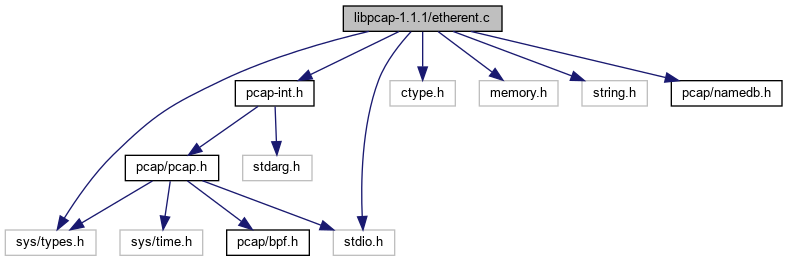 libpcap-1.1.1/etherent.c
pcap-int.h
ctype.h
memory.h
string.h
pcap/namedb.h
pcap/pcap.h
stdarg.h
sys/types.h
sys/time.h
pcap/bpf.h
stdio.h